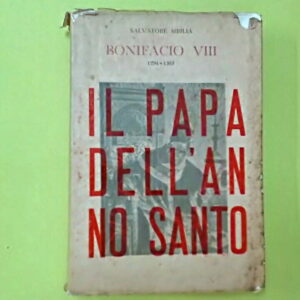 SALVATORE SIBILIA
BONIFACIO VIII
1294-1303
IL PAPA
DELL'AN
NO SANTO